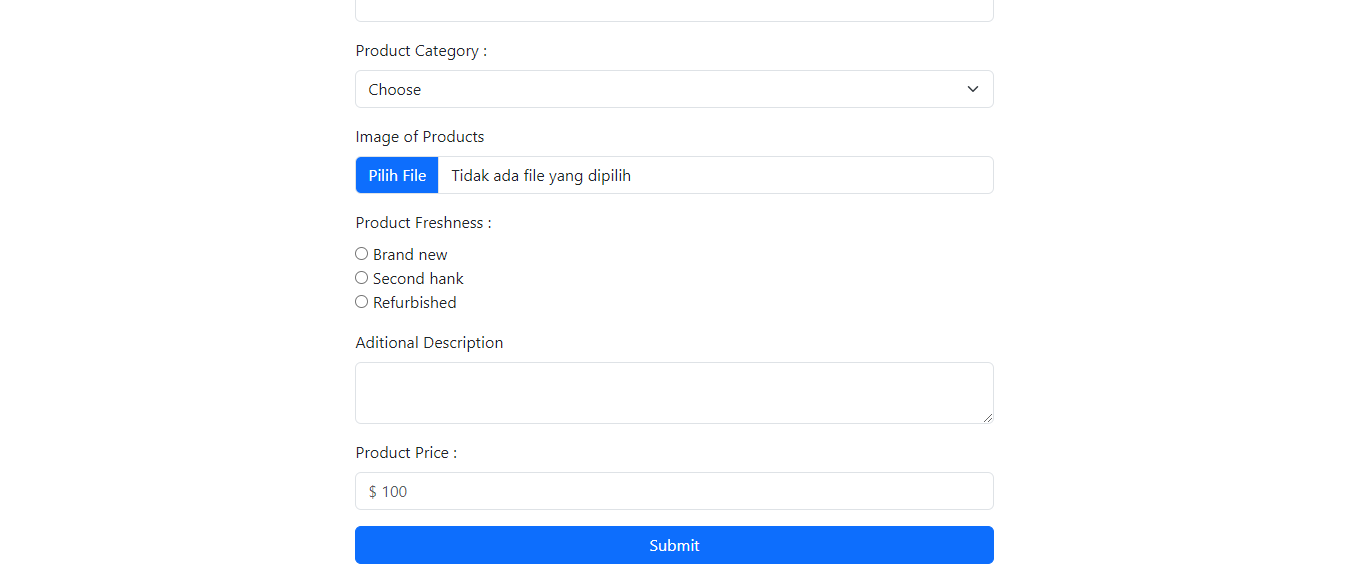 Product Category :
Choose
Image of Products
Pilih File Tidak ada file yang dipilih
Product Freshness :
Brand new
Second hank
Refurbished
Aditional Description
Product Price :
$ 100
Submit